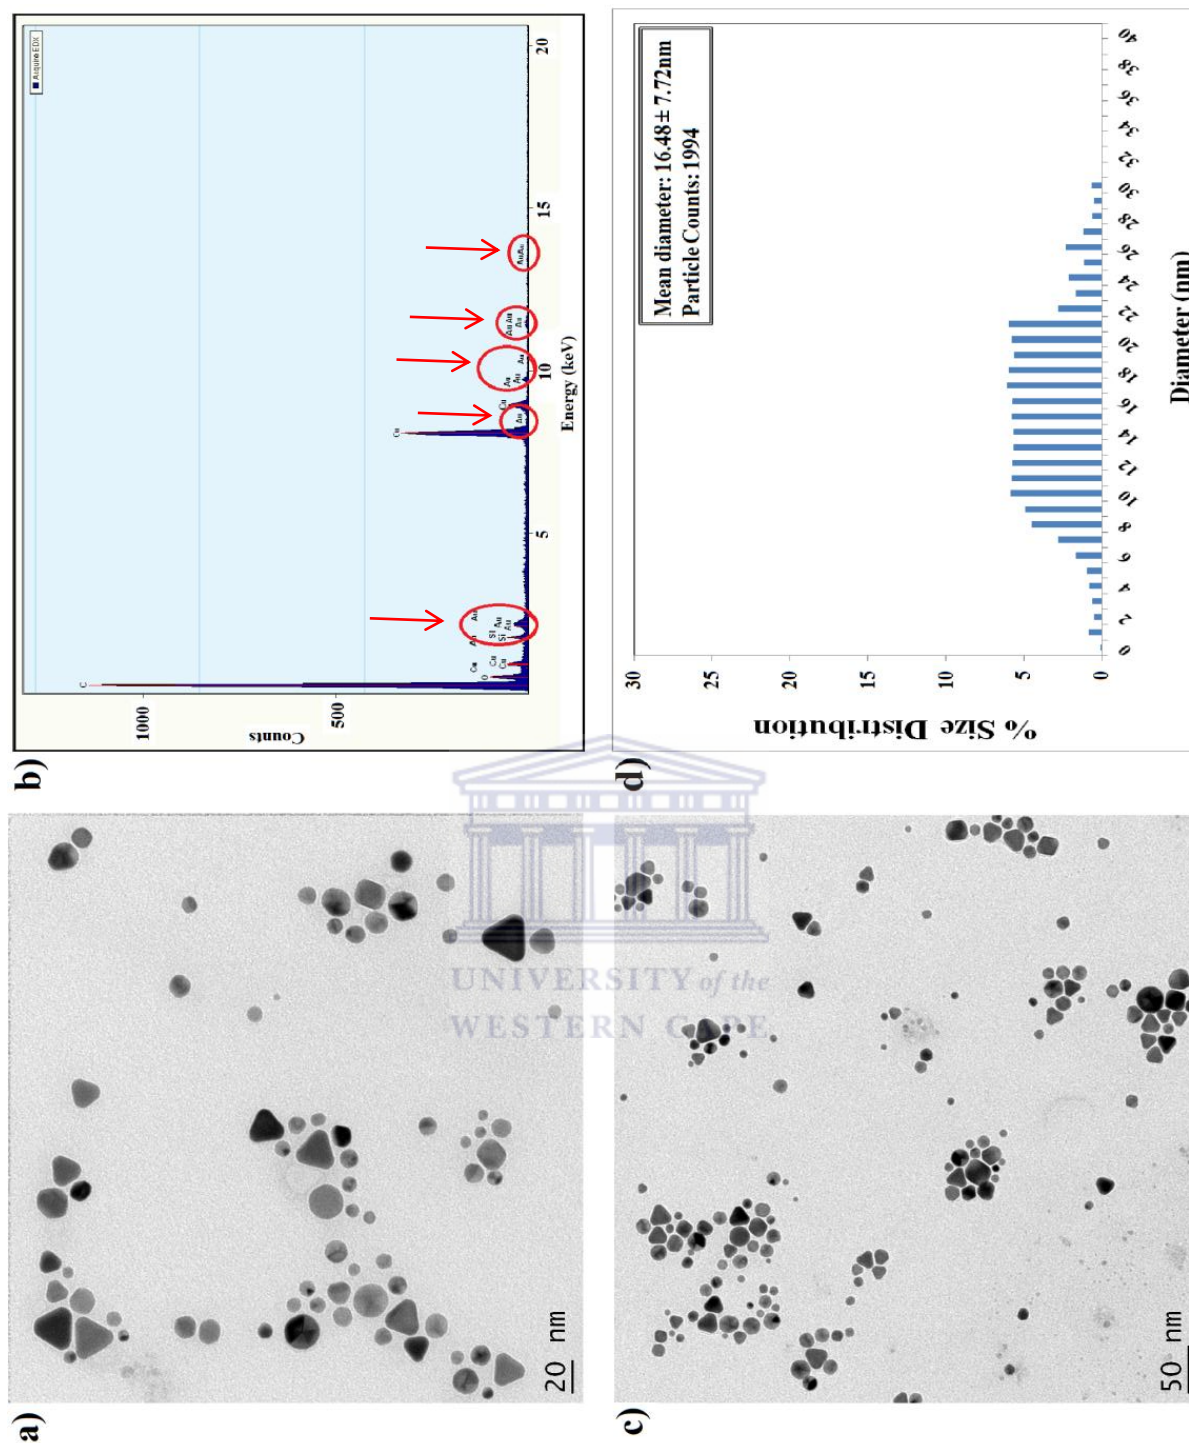 a)
20 nm
b)
Acquire EDX
Counts
1000
500
C
O
Cu
Cu
Cu
Au
Si
Si
Au
Au
Au
Cu
Au
Cu
Au
Au
Au
Au
Au
Au
AuAu
5
10
15
20
Energy (keV)
c)
50 nm
d)
Mean diameter: 16.48± 7.72nm
Particle Counts: 1994
% Size Distribution
30
25
20
15
10
5
0
0 2 4 6 8 10 12 14 16 18 20 22 24 26 28 30 32 34 36 38 40
Diameter (nm)
UNIVERSITY of the
WESTERN CAPE